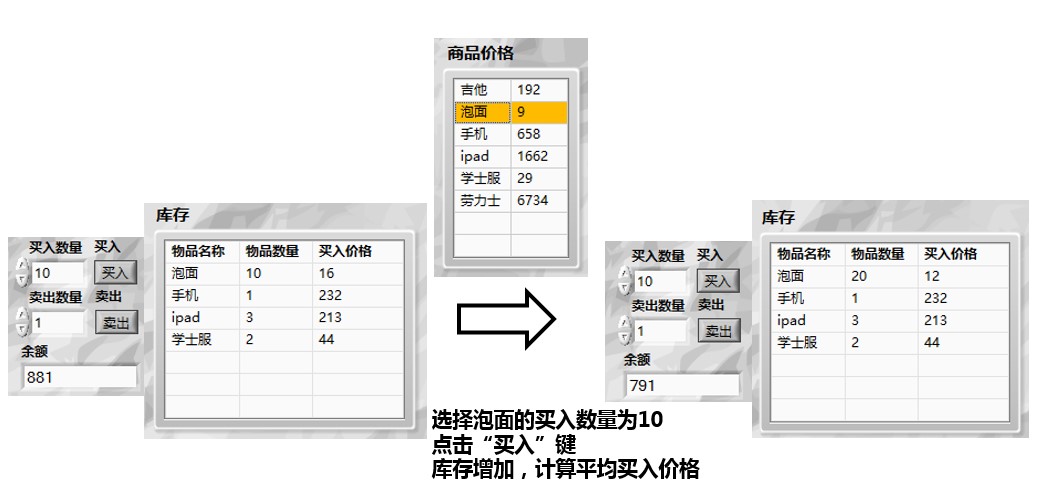 商品价格
吉他 192
泡面 9
手机 658
ipad 1662
学士服 29
劳力士 6734
买入数量 买入
10 买入
卖出数量 卖出
1 卖出
余额
881
库存
物品名称 物品数量 买入价格
泡面 10 16
手机 1 232
ipad 3 213
学士服 2 44
买入数量 买入
10 买入
卖出数量 卖出
1 卖出
余额
791
库存
物品名称 物品数量 买入价格
泡面 20 12
手机 1 232
ipad 3 213
学士服 2 44
选择泡面的买入数量为10
点击“买入”键
库存增加，计算平均买入价格